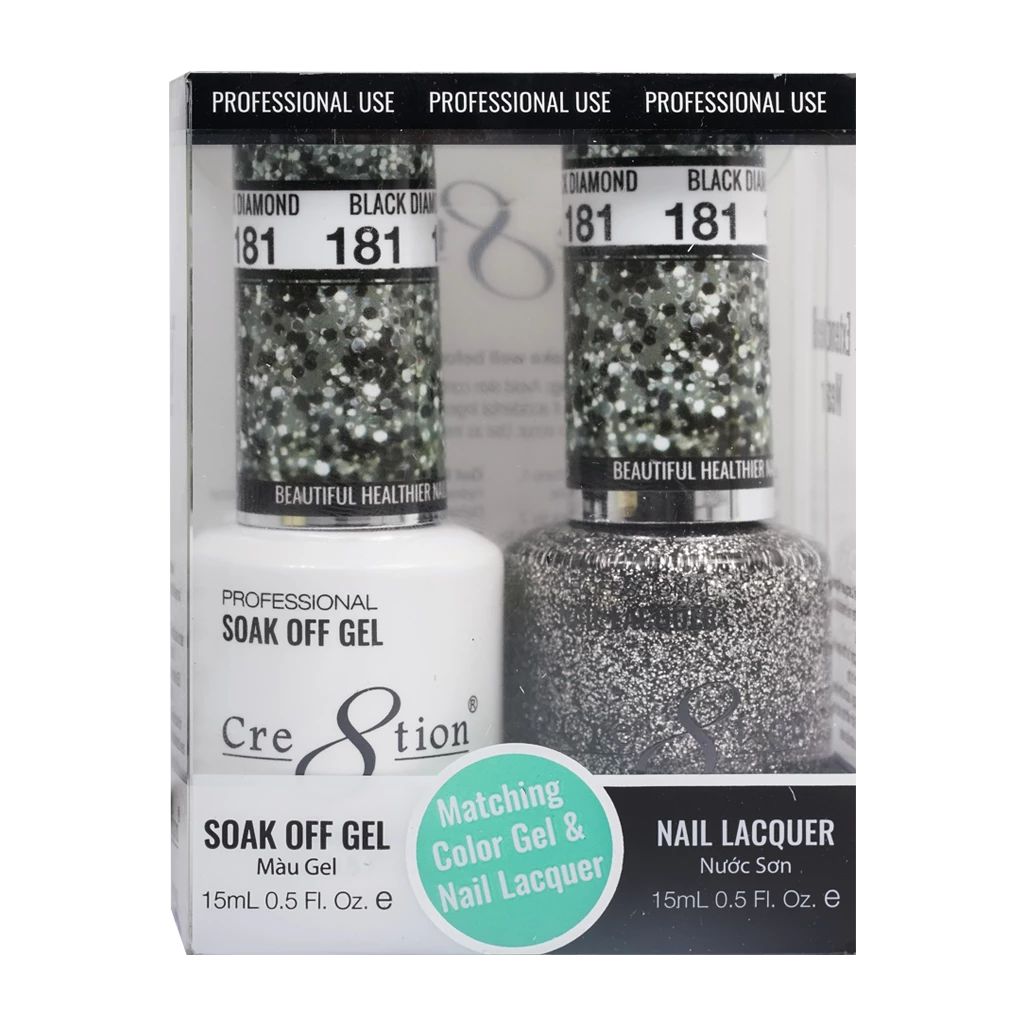 PROFESSIONAL USE PROFESSIONAL USE PROFESSIONAL USE
DIAMOND BLACK DIAM
181 181
DIAMOND BLACK DIAM
181 181
BEAUTIFUL HEALTHIER
BEAUTIFUL HEALTHIER
PROFESSIONAL
SOAK OFF GEL
Cre8tion®
LACQUER
SOAK OFF GEL
Màu Gel
15mL 0.5 Fl. Oz. e
Matching
Color Gel &
Nail Lacquer
NAIL LACQUER
Nước Sơn
15mL 0.5 Fl. Oz. e